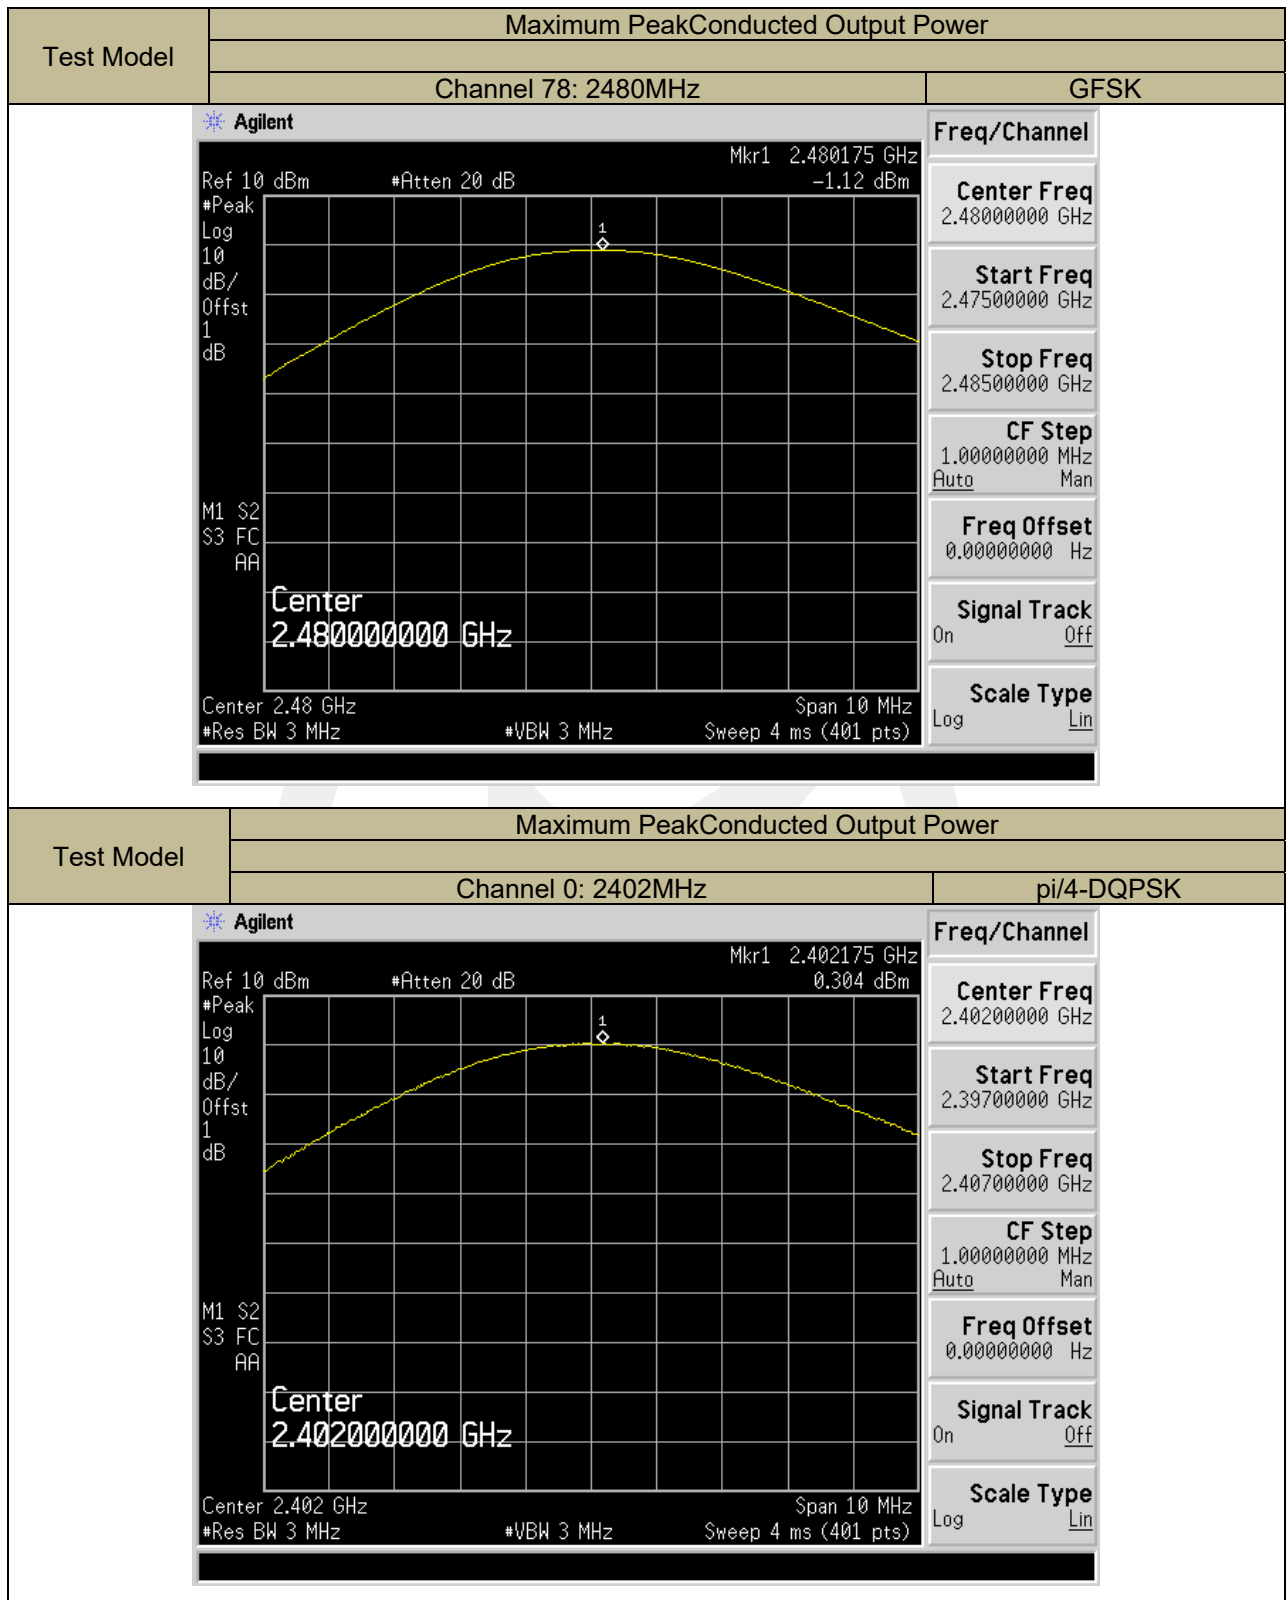 Maximum PeakConducted Output Power
Test Model
Channel 78: 2480MHz GFSK
Agilent
Freq/Channel
Mkr1 2.480175 GHz
Ref 10 dBm #Atten 20 dB -1.12 dBm
#Peak
Log
10
dB/
Offst
1
dB
1
M1 S2
S3 FC
AA
Center
2.480000000 GHz
Center 2.48 GHz Span 10 MHz
#Res BW 3 MHz #VBW 3 MHz Sweep 4 ms (401 pts)
Center Freq
2.48000000 GHz
Start Freq
2.47500000 GHz
Stop Freq
2.48500000 GHz
CF Step
1.00000000 MHz
Auto Man
Freq Offset
0.00000000 Hz
Signal Track
On Off
Scale Type
Log Lin
Maximum PeakConducted Output Power
Test Model
Channel 0: 2402MHz pi/4-DQPSK
Agilent
Freq/Channel
Mkr1 2.402175 GHz
Ref 10 dBm #Atten 20 dB 0.304 dBm
#Peak
Log
10
dB/
Offst
1
dB
1
M1 S2
S3 FC
AA
Center
2.402000000 GHz
Center 2.402 GHz Span 10 MHz
#Res BW 3 MHz #VBW 3 MHz Sweep 4 ms (401 pts)
Center Freq
2.40200000 GHz
Start Freq
2.39700000 GHz
Stop Freq
2.40700000 GHz
CF Step
1.00000000 MHz
Auto Man
Freq Offset
0.00000000 Hz
Signal Track
On Off
Scale Type
Log Lin